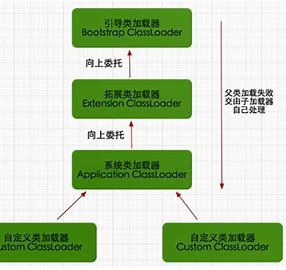 引导类加载器
Bootstrap ClassLoader
向上委托
拓展类加载器
Extension ClassLoader
父类加载失败
交由子加载器
自己处理
向上委托
系统类加载器
Application ClassLoader
自定义类加载器
Custom ClassLoader
自定义类加载器
Custom ClassLoader